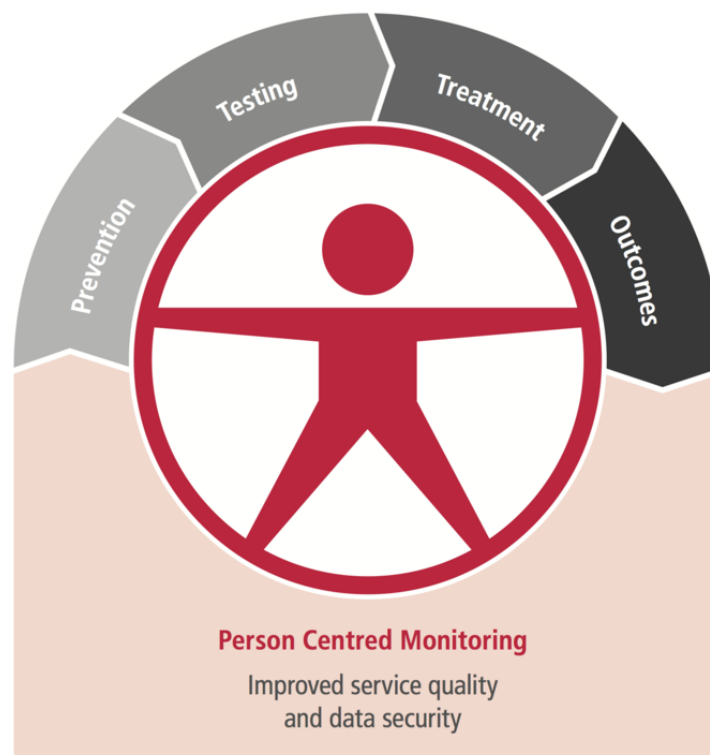 Prevention
Testing
Treatment
Outcomes
Person Centred Monitoring
Improved service quality
and data security